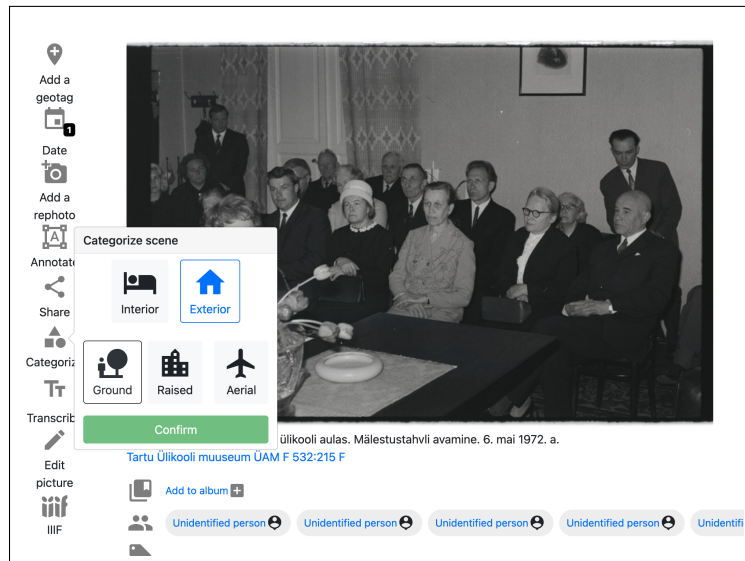 Add a
geotag
1
Date
Add a
rephoto
A
Annotate
Share
Categoriz
Transcrib
Edit
picture
IIIF
Categorize scene
Interior
Exterior
Ground
Raised
Aerial
Confirm
ülikooli aulas. Mälestustahvli avamine. 6. mai 1972. a.
Tartu Ülikooli muuseum ÜAM F 532:215 F
Add to album
Unidentified person
Unidentified person
Unidentified person
Unidentified person
Unidentifi